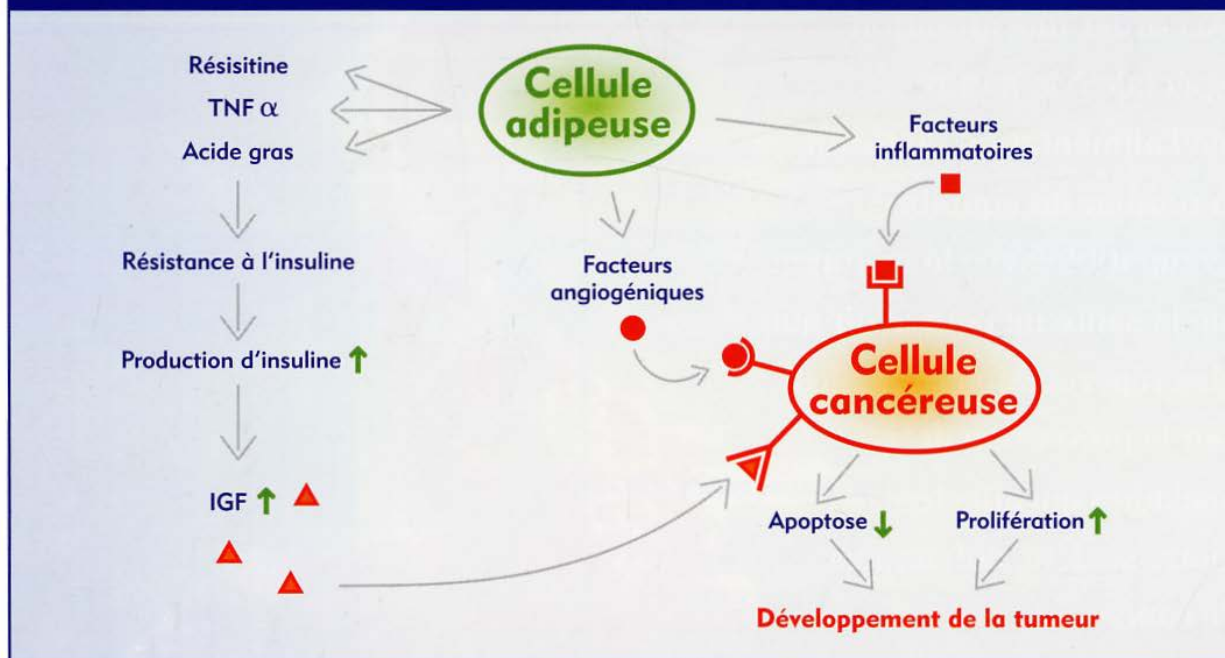 Résisitine
TNF α
Acide gras
Résistance à l'insuline
Production d'insuline ↑
IGF ↑
Cellule
adipeuse
Facteurs
angiogéniques
Facteurs
inflammatoires
Cellule
cancéreuse
Apoptose ↓
Prolifération ↑
Développement de la tumeur